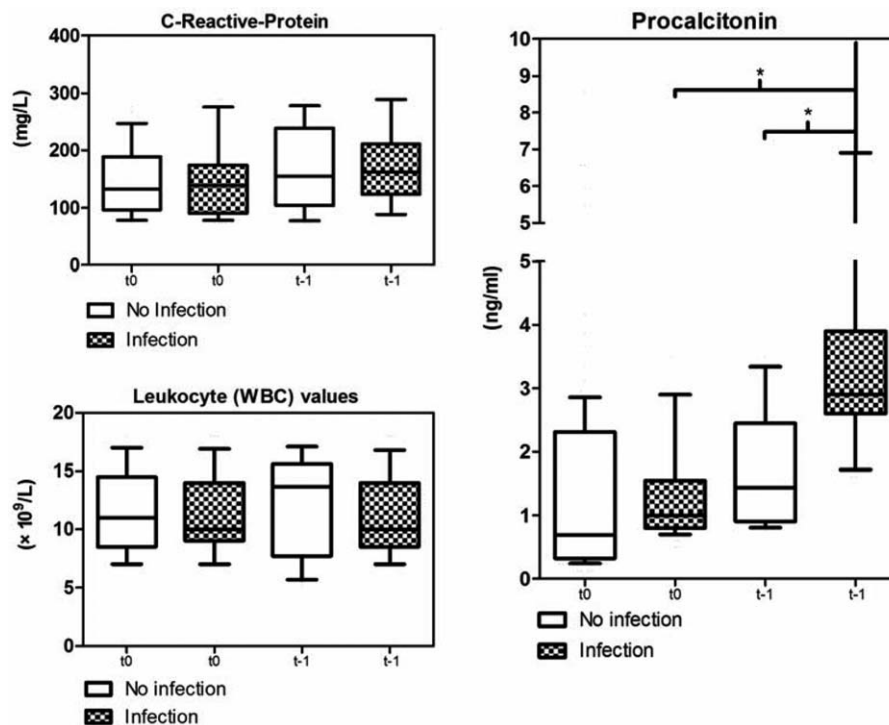 C-Reactive-Protein
(mg/L)
400
300
200
100
0
t0 t0 t-1 t-1
No Infection
Infection
Leukocyte (WBC) values
(× 10⁹/L)
20
15
10
5
0
t0 t0 t-1 t-1
No infection
Infection
Procalcitonin
(ng/ml)
10
9
8
7
6
5
5
4
3
2
1
0
*
*
t0 t0 t-1 t-1
No infection
Infection